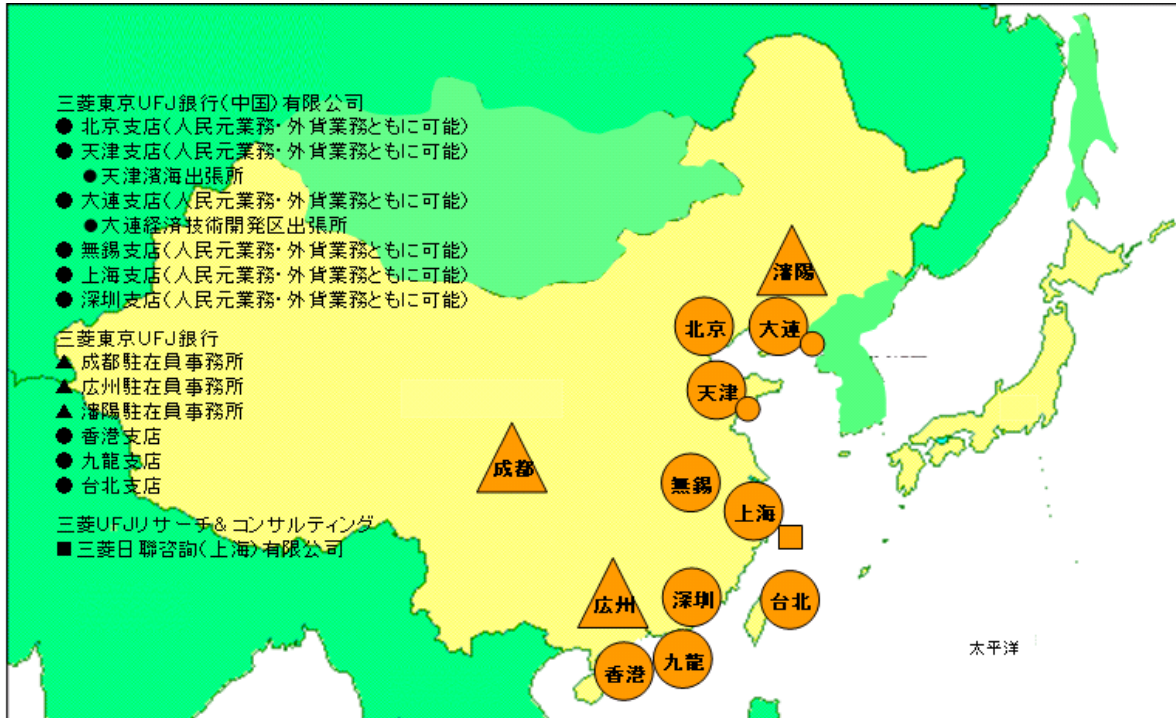 三菱東京UFJ銀行(中国)有限公司
● 北京支店(人民元業務・外貨業務ともに可能)
● 天津支店(人民元業務・外貨業務ともに可能)
● 天津濱海出張所
● 大連支店(人民元業務・外貨業務ともに可能)
● 大連経済技術開発区出張所
● 無錫支店(人民元業務・外貨業務ともに可能)
● 上海支店(人民元業務・外貨業務ともに可能)
● 深圳支店(人民元業務・外貨業務ともに可能)
三菱東京UFJ銀行
▲ 成都駐在員事務所
▲ 広州駐在員事務所
▲ 瀋陽駐在員事務所
● 香港支店
● 九龍支店
● 台北支店
三菱UFJリサーチ&コンサルティング
■ 三菱日聯咨詢(上海)有限公司
瀋陽
北京
大連
天津
成都
無錫
上海
広州
深圳
台北
香港
九龍
太平洋